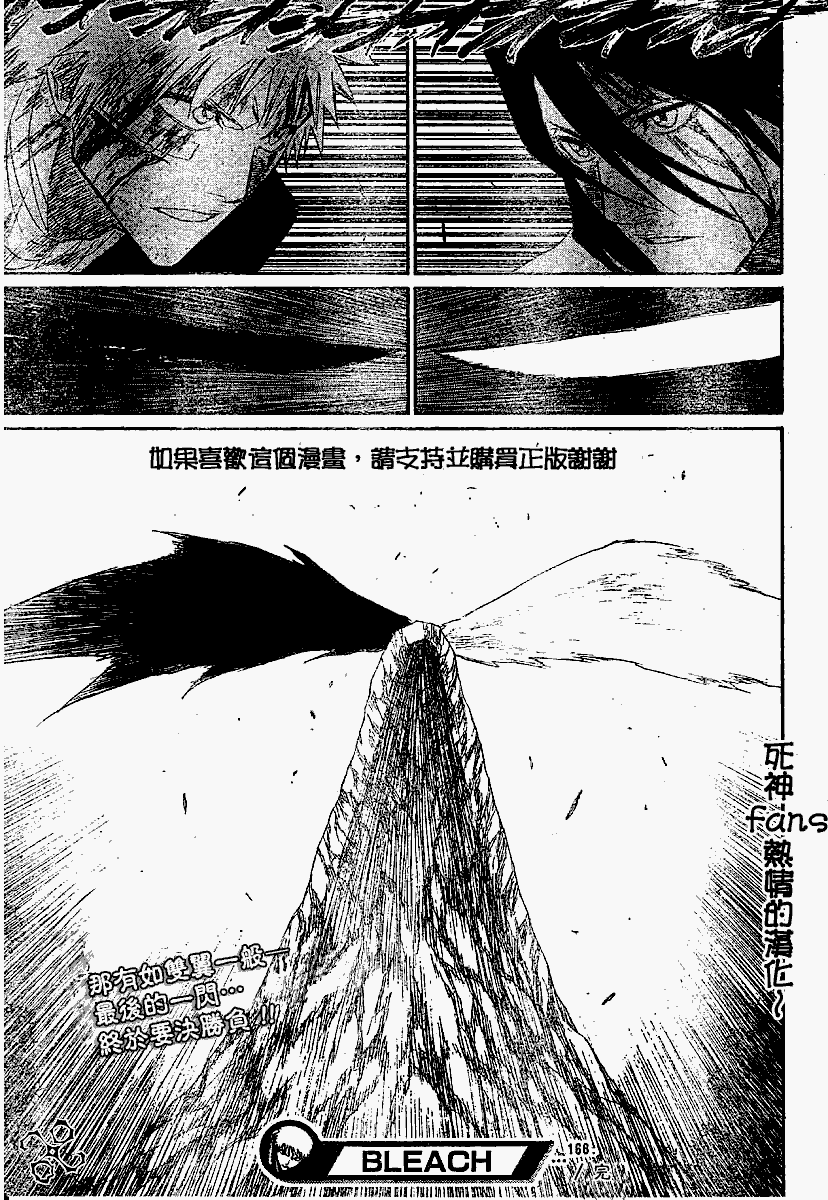 如果喜歡這個漫畫，請支持並購買正版謝謝
死神fans熱情的漢化~
那有如雙翼一般
最後的一閃...
終於要決勝負!!
BLEACH
168
完